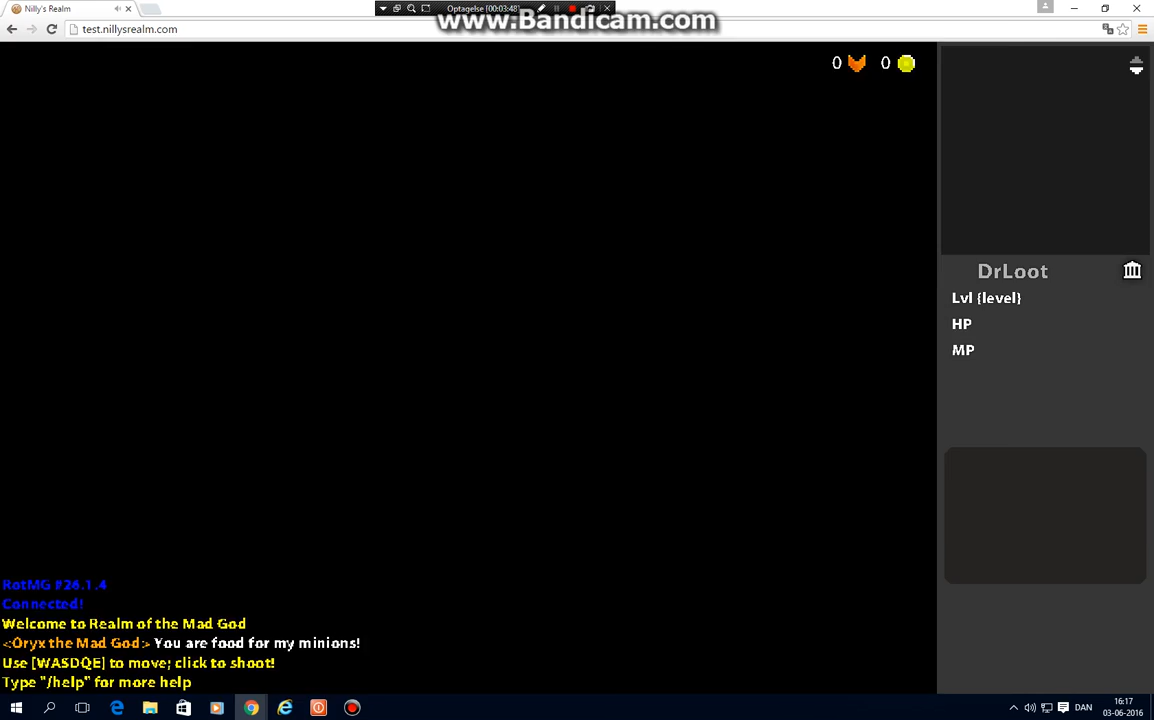 Nilly's Realm
Optagelse [00:03:48]
www.Bandicam.com
test.nillysrealm.com
0 0
DrLoot
Lvl {level}
HP
MP
RotMG #26.1.4
Connected!
Welcome to Realm of the Mad God
<Oryx the Mad God> You are food for my minions!
Use [WASDQE] to move; click to shoot!
Type "/help" for more help
DAN
16:17
03-06-2016